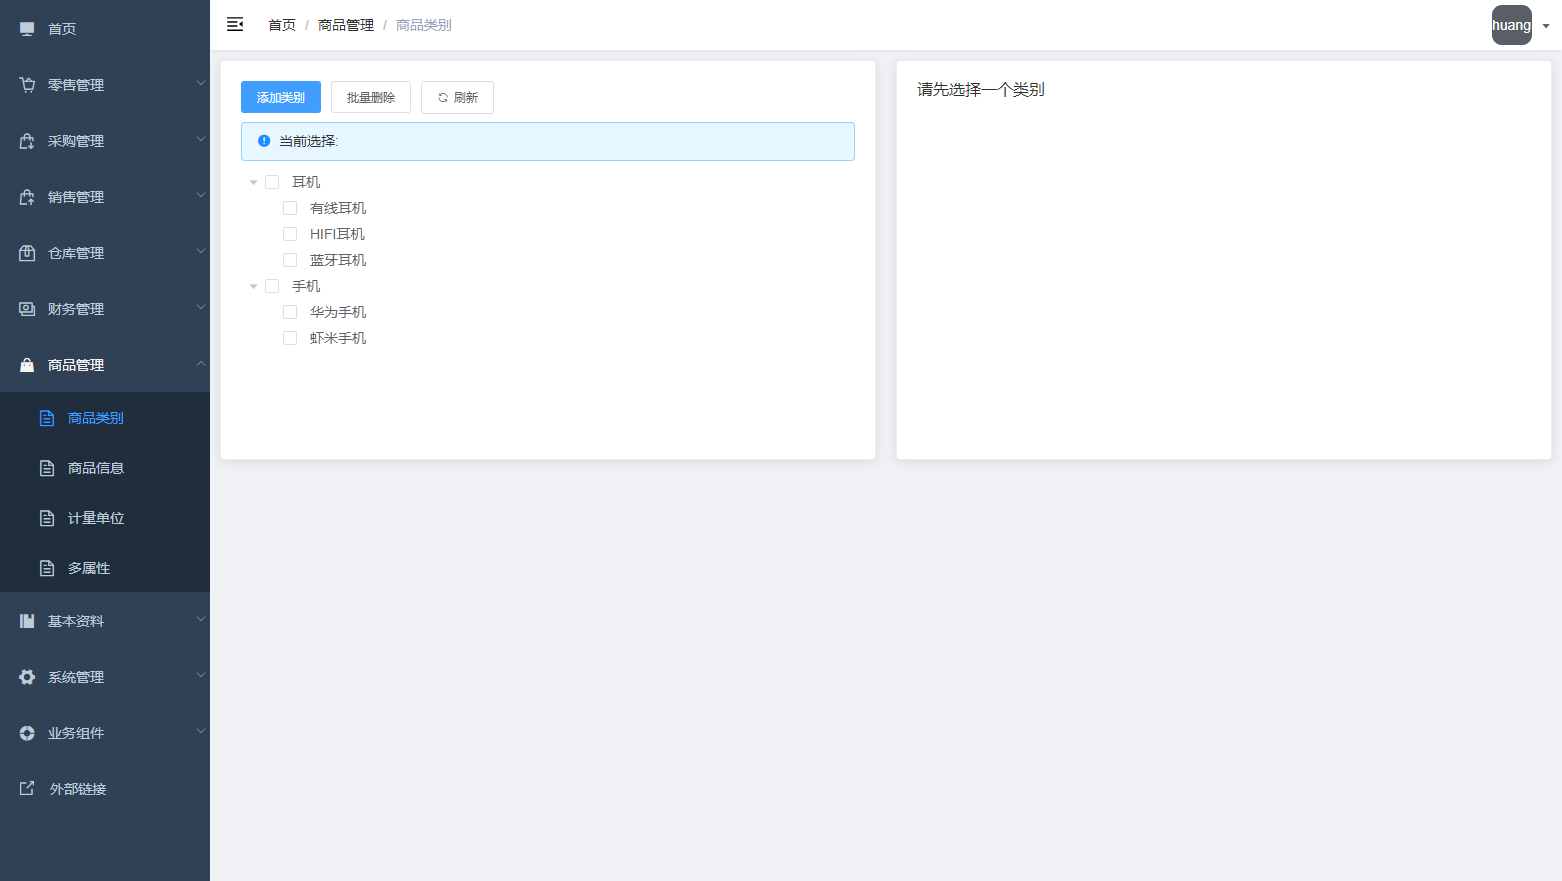 首页
零售管理
采购管理
销售管理
仓库管理
财务管理
商品管理
商品类别
商品信息
计量单位
多属性
基本资料
系统管理
业务组件
外部链接
首页 / 商品管理 / 商品类别
huang
添加类别 批量删除 刷新
当前选择:
耳机
有线耳机
HIFI耳机
蓝牙耳机
手机
华为手机
虾米手机
请先选择一个类别